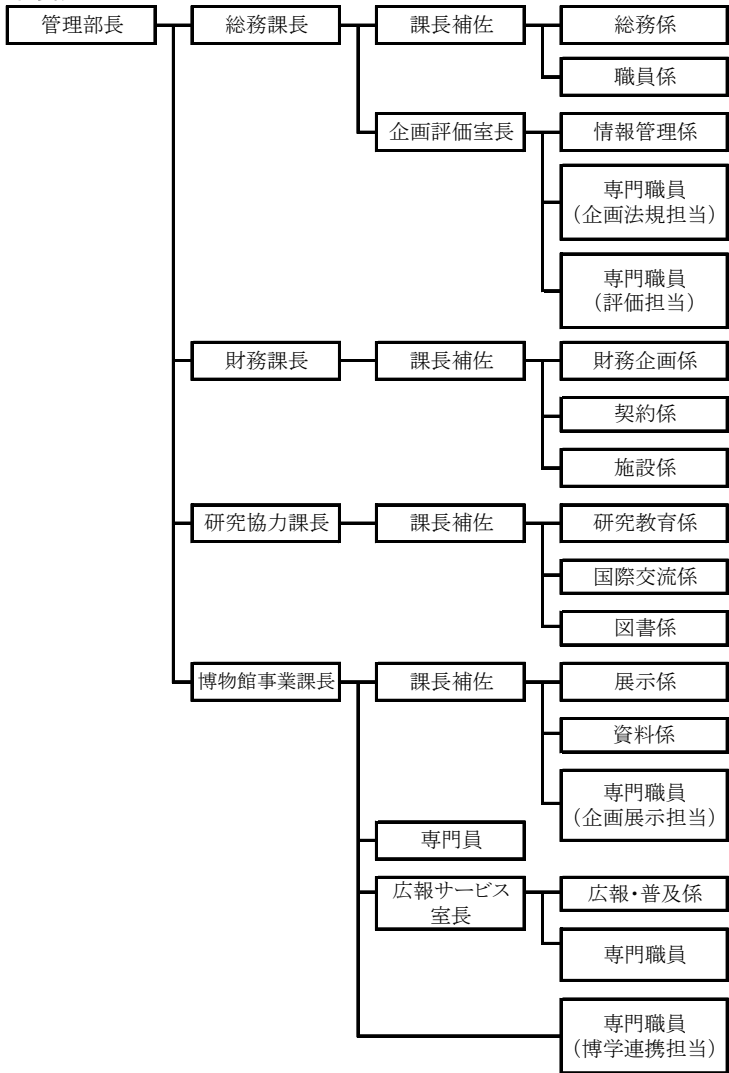 管理部長
総務課長
課長補佐
総務係
職員係
企画評価室長
情報管理係
専門職員
（企画法規担当）
専門職員
（評価担当）
財務課長
課長補佐
財務企画係
契約係
施設係
研究協力課長
課長補佐
研究教育係
国際交流係
図書係
博物館事業課長
課長補佐
展示係
資料係
専門職員
（企画展示担当）
専門員
広報サービス
室長
広報・普及係
専門職員
専門職員
（博学連携担当）